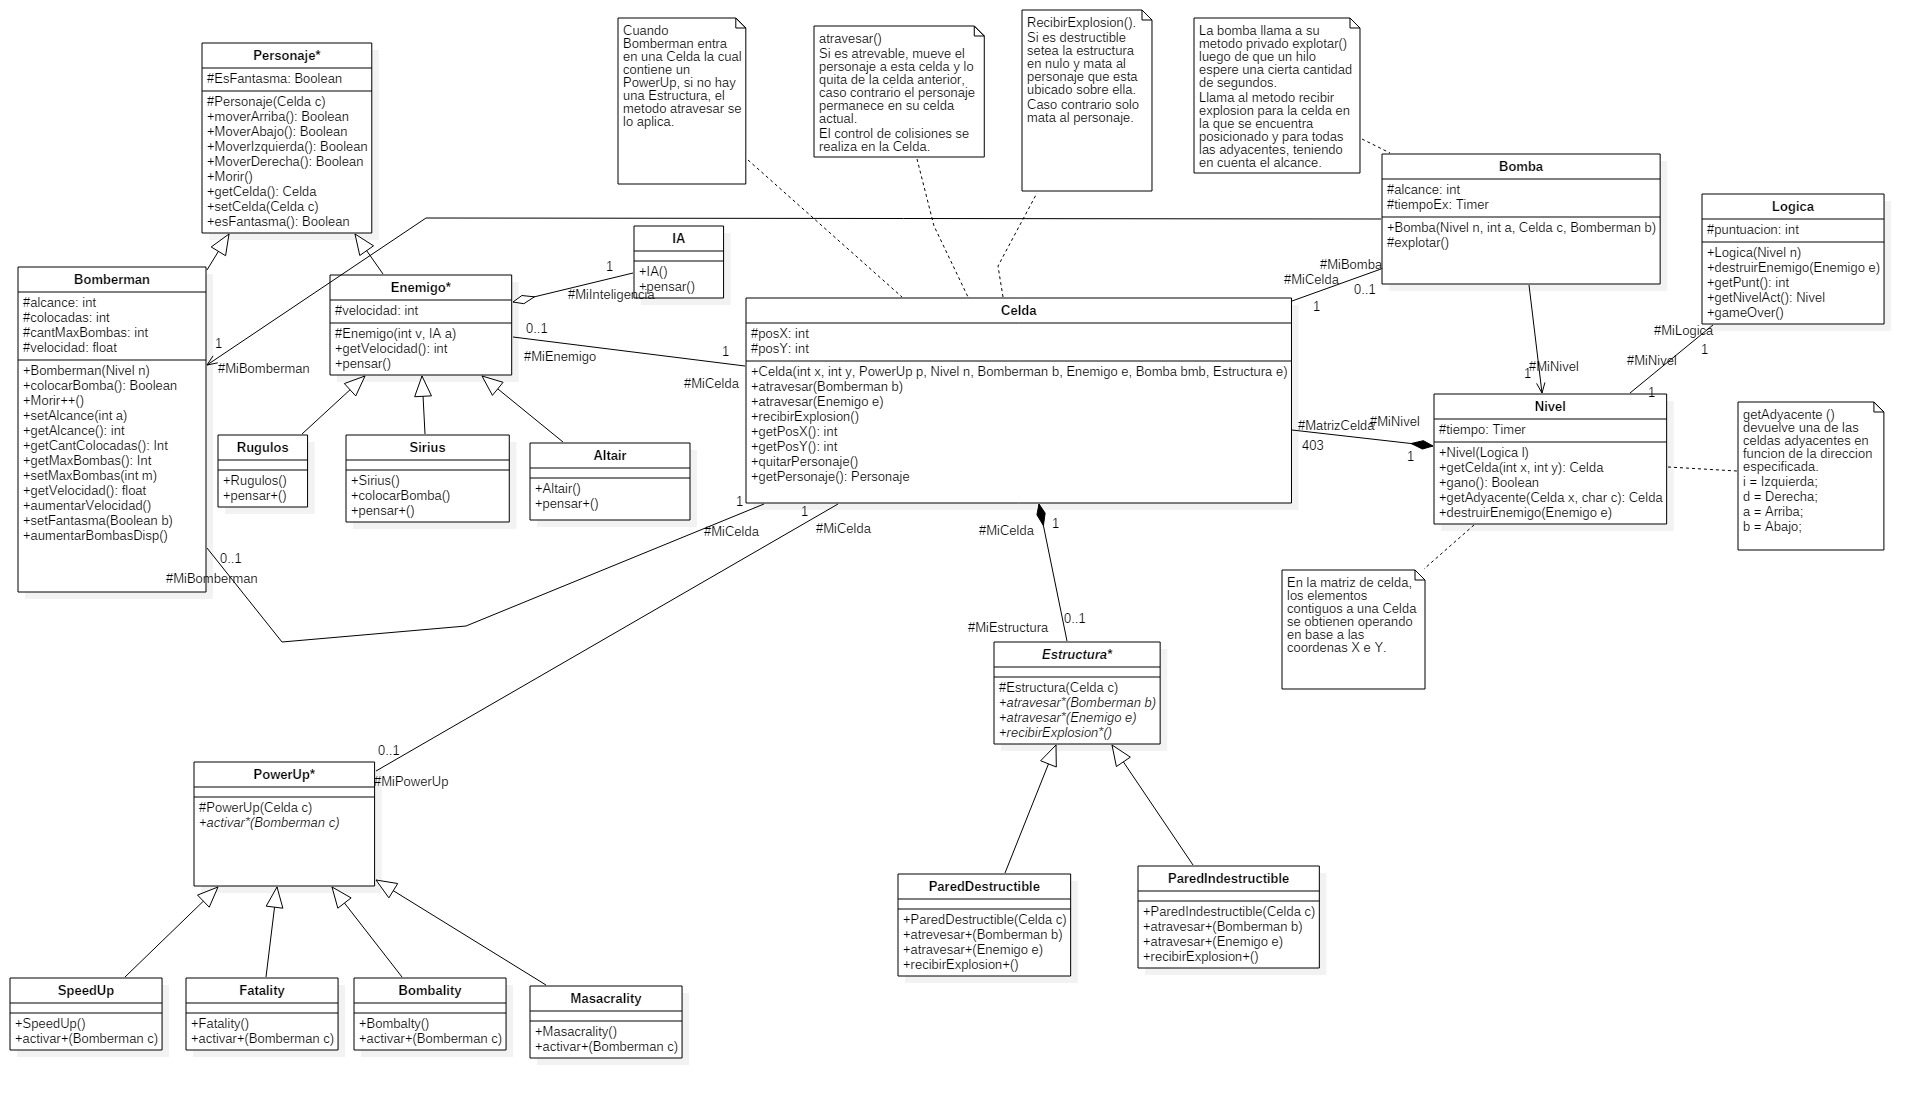 Personaje*
#EsFantasma: Boolean
#Personaje(Celda c)
+moverArriba(): Boolean
+MoverAbajo(): Boolean
+MoverIzquierda(): Boolean
+MoverDerecha(): Boolean
+Morir()
+getCelda(): Celda
+setCelda(Celda c)
+esFantasma(): Boolean
Cuando
Bomberman entra
en una Celda la cual
contiene un
PowerUp, si no hay
una Estructura, el
metodo atravesar se
lo aplica.
atravesar()
Si es atrevable, mueve el
personaje a esta celda y lo
quita de la celda anterior,
caso contrario el personaje
permanece en su celda
actual.
El control de colisiones se
realiza en la Celda.
RecibirExplosion().
Si es destructible
setea la estructura
en nulo y mata al
personaje que esta
ubicado sobre ella.
Caso contrario solo
mata al personaje.
La bomba llama a su
metodo privado explotar()
luego de que un hilo
espere una cierta cantidad
de segundos.
Llama al metodo recibir
explosion para la celda en
la que se encuentra
posicionado y para todas
las adyacentes, teniendo
en cuenta el alcance.
Bomba
#alcance: int
#tiempoEx: Timer
+Bomba(Nivel n, int a, Celda c, Bomberman b)
#explotar()
Logica
#puntuacion: int
+Logica(Nivel n)
+destruirEnemigo(Enemigo e)
+getPunt(): int
+getNivelAct(): Nivel
+gameOver()
Bomberman
#alcance: int
#colocadas: int
#cantMaxBombas: int
#velocidad: float
+Bomberman(Nivel n)
+colocarBomba(): Boolean
+Morir++()
+setAlcance(int a)
+getAlcance(): int
+getCantColocadas(): Int
+getMaxBombas(): Int
+setMaxBombas(int m)
+getVelocidad(): float
+aumentarVelocidad()
+setFantasma(Boolean b)
+aumentarBombasDisp()
1
#MiBomberman
Enemigo*
#velocidad: int
#Enemigo(int v, IA a)
+getVelocidad(): int
+pensar()
IA
+IA()
+pensar()
1
#MiInteligencia
0..1
#MiEnemigo
1
#MiCelda
#MiBomba
#MiCelda
0..1
1
Celda
#posX: int
#posY: int
+Celda(int x, int y, PowerUp p, Nivel n, Bomberman b, Enemigo e, Bomba bmb, Estructura e)
+atravesar(Bomberman b)
+atravesar(Enemigo e)
+recibirExplosion()
+getPosX(): int
+getPosY(): int
+quitarPersonaje()
+getPersonaje(): Personaje
#MiLogica
1
#MiNivel
1
#MiNivel
1
Nivel
#tiempo: Timer
+Nivel(Logica l)
+getCelda(int x, int y): Celda
+gano(): Boolean
+getAdyacente(Celda x, char c): Celda
+destruirEnemigo(Enemigo e)
#MatrizCelda
#MiNivel
403
1
getAdyacente ()
devuelve una de las
celdas adyacentes en
funcion de la direccion
especificada.
i = Izquierda;
d = Derecha;
a = Arriba;
b = Abajo;
Rugulos
+Rugulos()
+pensar+()
Sirius
+Sirius()
+colocarBomba()
+pensar+()
Altair
+Altair()
+pensar+()
0..1
#MiBomberman
1
#MiCelda
1
#MiCelda
#MiCelda
1
En la matriz de celda,
los elementos
contiguos a una Celda
se obtienen operando
en base a las
coordenas X e Y.
0..1
#MiEstructura
Estructura*
#Estructura(Celda c)
+atravesar*(Bomberman b)
+atravesar*(Enemigo e)
+recibirExplosion*()
0..1
#MiPowerUp
PowerUp*
#PowerUp(Celda c)
+activar*(Bomberman c)
ParedDestructible
+ParedDestructible(Celda c)
+atrevesar+(Bomberman b)
+atravesar+(Enemigo e)
+recibirExplosion+()
ParedIndestructible
+ParedIndestructible(Celda c)
+atravesar+(Bomberman b)
+atravesar+(Enemigo e)
+recibirExplosion+()
SpeedUp
+SpeedUp()
+activar+(Bomberman c)
Fatality
+Fatality()
+activar+(Bomberman c)
Bombality
+Bombalty()
+activar+(Bomberman c)
Masacrality
+Masacrality()
+activar+(Bomberman c)